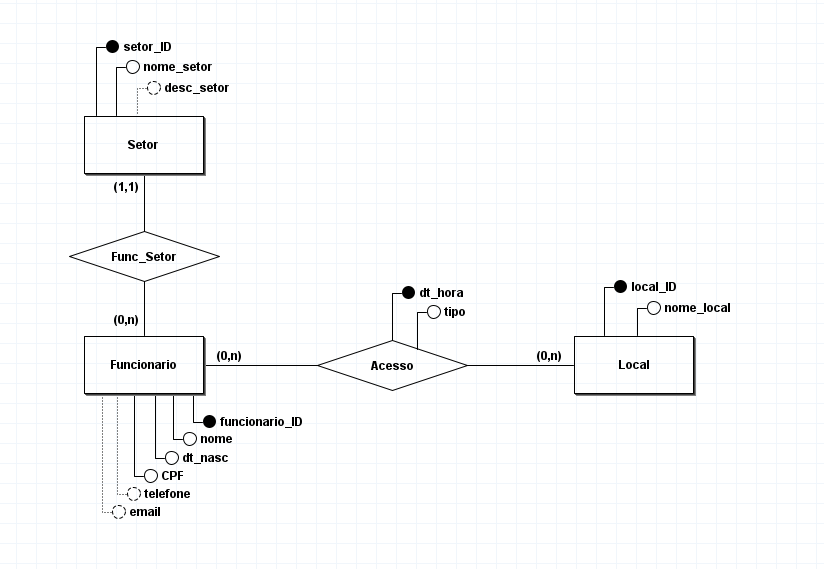 setor_ID
nome_setor
desc_setor
Setor
(1,1)
Func_Setor
(0,n)
Funcionario
(0,n)
dt_hora
tipo
Acesso
(0,n)
local_ID
nome_local
Local
funcionario_ID
nome
dt_nasc
CPF
telefone
email